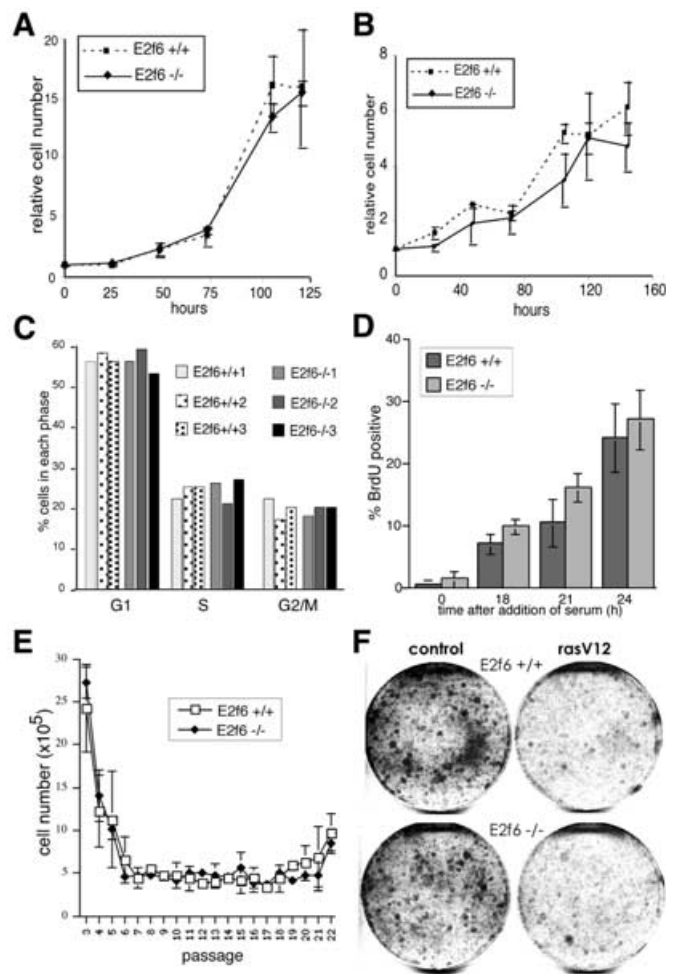 A
20
15
10
5
0
relative cell number
E2f6 +/+
E2f6 -/-
0 25 50 75 100 125
hours
B
8
6
4
2
0
relative cell number
E2f6 +/+
E2f6 -/-
0 40 80 120 160
hours
C
60
50
40
30
20
10
0
% cells in each phase
E2f6+/+1 E2f6-/-1
E2f6+/+2 E2f6-/-2
E2f6+/+3 E2f6-/-3
G1 S G2/M
D
40
30
20
10
0
% BrdU positive
E2f6 +/+
E2f6 -/-
0 18 21 24
time after addition of serum (h)
E
30
25
20
15
10
5
0
cell number (x10⁵)
E2f6 +/+
E2f6 -/-
3 4 5 6 7 8 9 10 11 12 13 14 15 16 17 18 19 20 21 22
passage
F
control rasV12
E2f6 +/+
E2f6 -/-